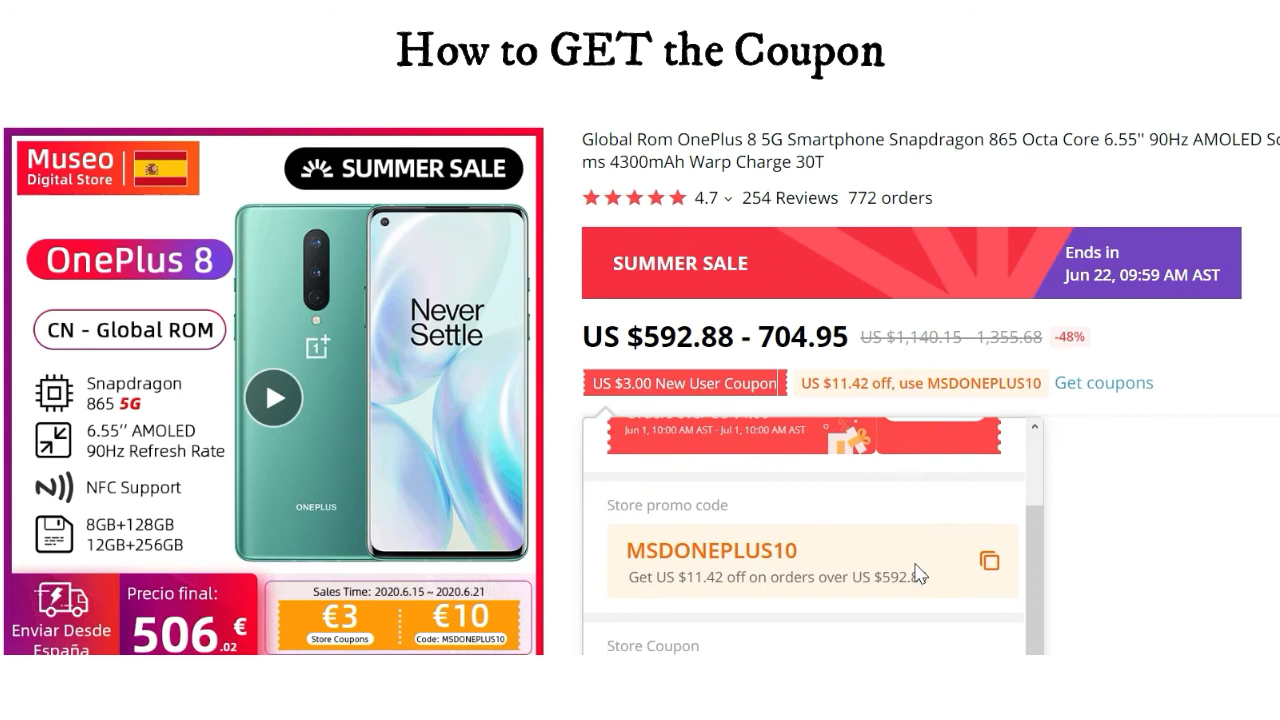 How to GET the Coupon
Museo
Digital Store
SUMMER SALE
OnePlus 8
CN - Global ROM
Snapdragon
865 5G
6.55’’ AMOLED
90Hz Refresh Rate
NFC Support
8GB+128GB
12GB+256GB
Never
Settle
1+
ONEPLUS
Enviar Desde
España
Precio final:
506.02 €
Sales Time: 2020.6.15 ~ 2020.6.21
€3
Store Coupons
€10
Code: MSDONEPLUS10
Global Rom OnePlus 8 5G Smartphone Snapdragon 865 Octa Core 6.55'' 90Hz AMOLED
ms 4300mAh Warp Charge 30T
4.7 254 Reviews 772 orders
SUMMER SALE
Ends in
Jun 22, 09:59 AM AST
US $592.88 - 704.95 US $1,140.15 - 1,355.68 -48%
US $3.00 New User Coupon US $11.42 off, use MSDONEPLUS10 Get coupons
Jun 1, 10:00 AM AST - Jul 1, 10:00 AM AST
Store promo code
MSDONEPLUS10
Get US $11.42 off on orders over US $592.
Store Coupon